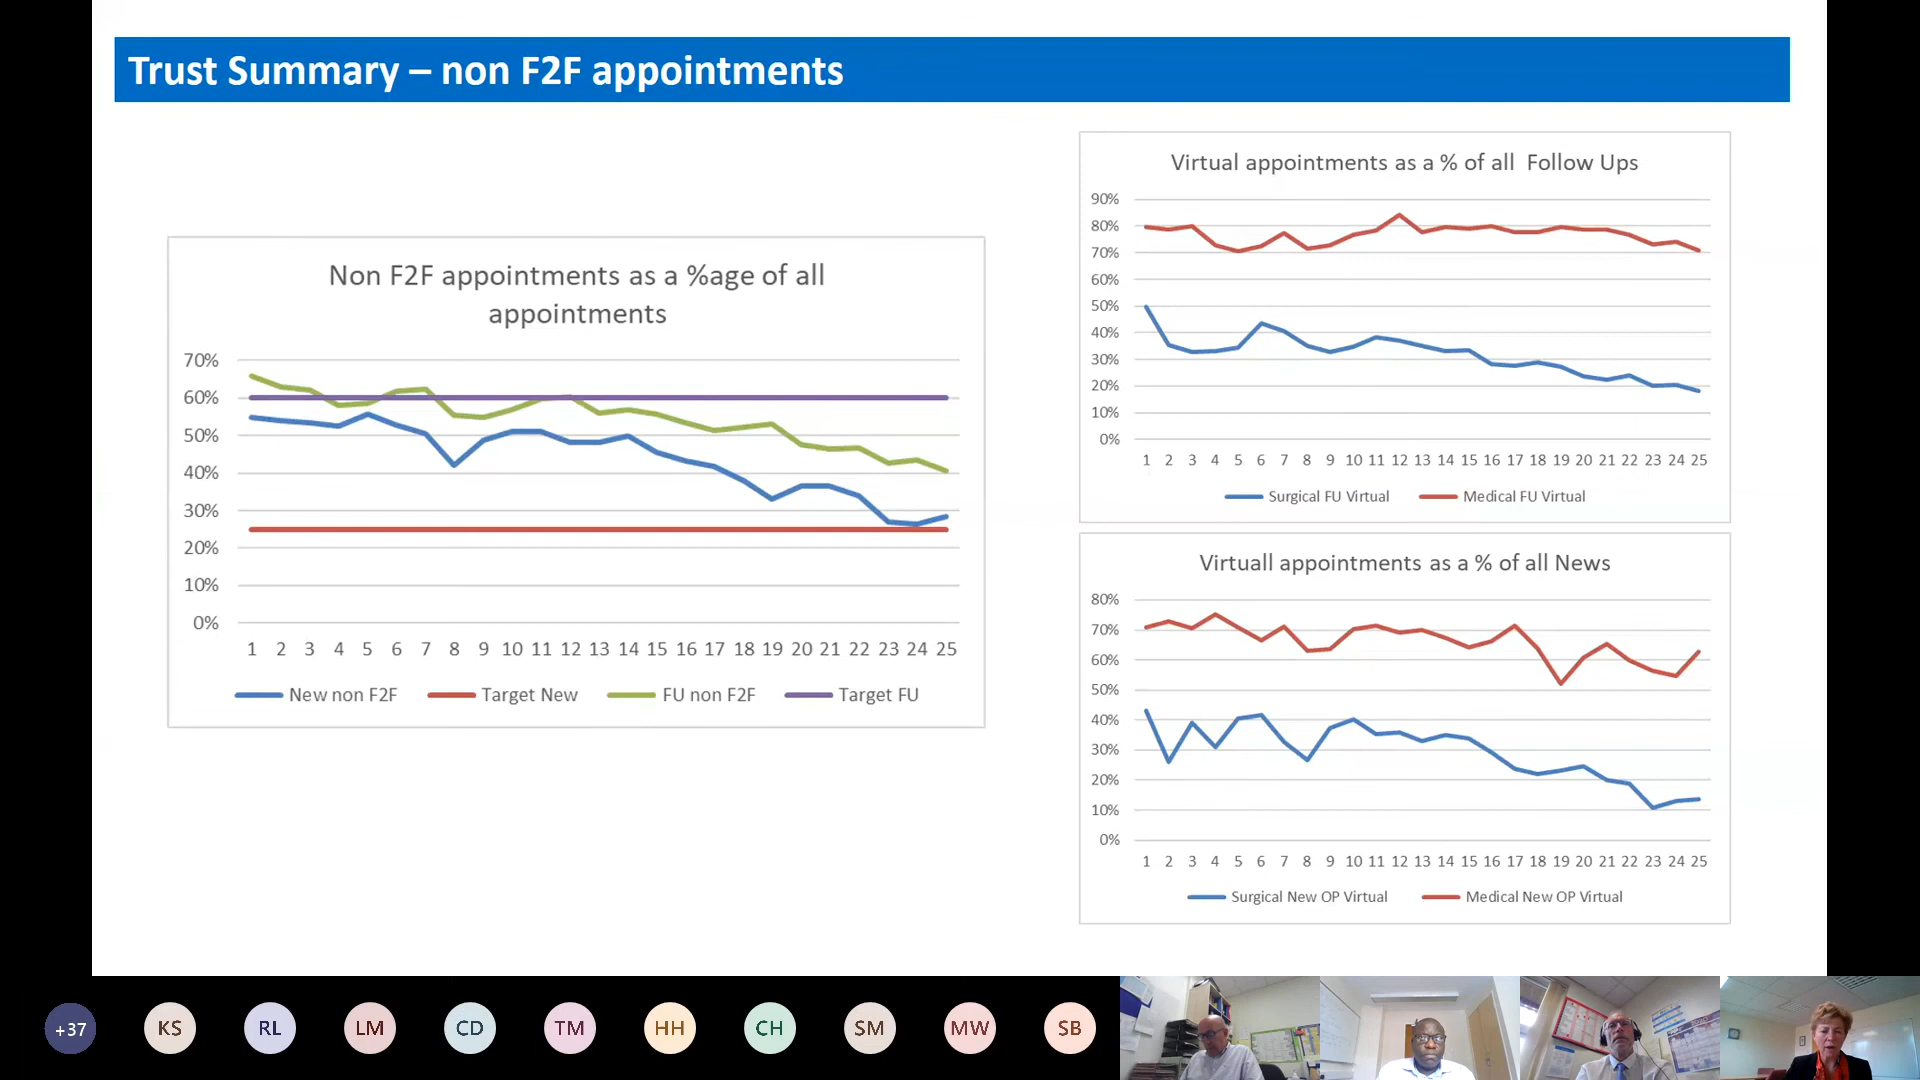 Trust Summary – non F2F appointments
Non F2F appointments as a %age of all
appointments
70%
60%
50%
40%
30%
20%
10%
0%
1 2 3 4 5 6 7 8 9 10 11 12 13 14 15 16 17 18 19 20 21 22 23 24 25
New non F2F Target New FU non F2F Target FU
Virtual appointments as a % of all Follow Ups
90%
80%
70%
60%
50%
40%
30%
20%
10%
0%
1 2 3 4 5 6 7 8 9 10 11 12 13 14 15 16 17 18 19 20 21 22 23 24 25
Surgical FU Virtual Medical FU Virtual
Virtuall appointments as a % of all News
80%
70%
60%
50%
40%
30%
20%
10%
0%
1 2 3 4 5 6 7 8 9 10 11 12 13 14 15 16 17 18 19 20 21 22 23 24 25
Surgical New OP Virtual Medical New OP Virtual
+37 KS RL LM CD TM HH CH SM MW SB